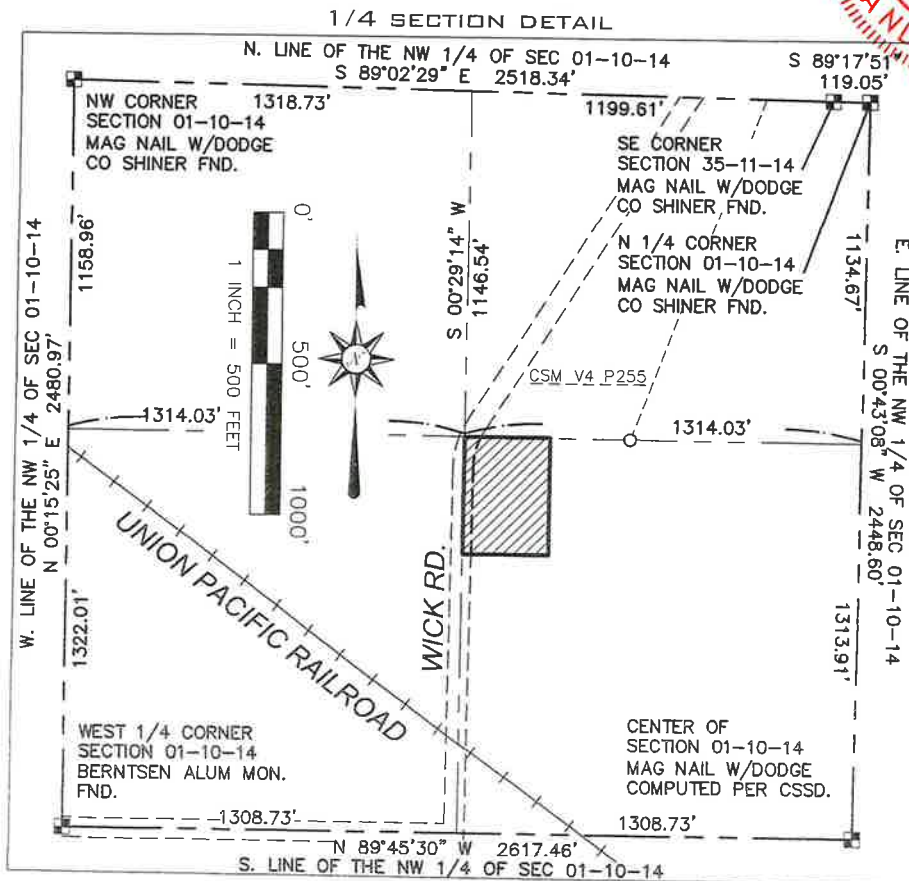 1/4 SECTION DETAIL
N. LINE OF THE NW 1/4 OF SEC 01-10-14
S 89°02'29" E 2518.34'
S 89°17'51"
119.05'
NW CORNER
SECTION 01-10-14
MAG NAIL W/DODGE
CO SHINER FND.
1318.73'
1199.61'
SE CORNER
SECTION 35-11-14
MAG NAIL W/DODGE
CO SHINER FND.
N 1/4 CORNER
SECTION 01-10-14
MAG NAIL W/DODGE
CO SHINER FND.
W. LINE OF THE NW 1/4 OF SEC 01-10-14
N 00°15'25" E 2480.97'
1158.96'
1322.01'
0'
500'
1000'
1 INCH = 500 FEET
N
S 00°29'14" W
1146.54'
1134.67'
E. LINE OF THE NW 1/4 OF SEC 01-10-14
S 00°43'08" W 2448.60'
1313.91'
CSM V4 P255
1314.03'
1314.03'
UNION PACIFIC RAILROAD
WICK RD.
WEST 1/4 CORNER
SECTION 01-10-14
BERNTSEN ALUM MON.
FND.
CENTER OF
SECTION 01-10-14
MAG NAIL W/DODGE
COMPUTED PER CSSD.
1308.73'
1308.73'
N 89°45'30" W 2617.46'
S. LINE OF THE NW 1/4 OF SEC 01-10-14